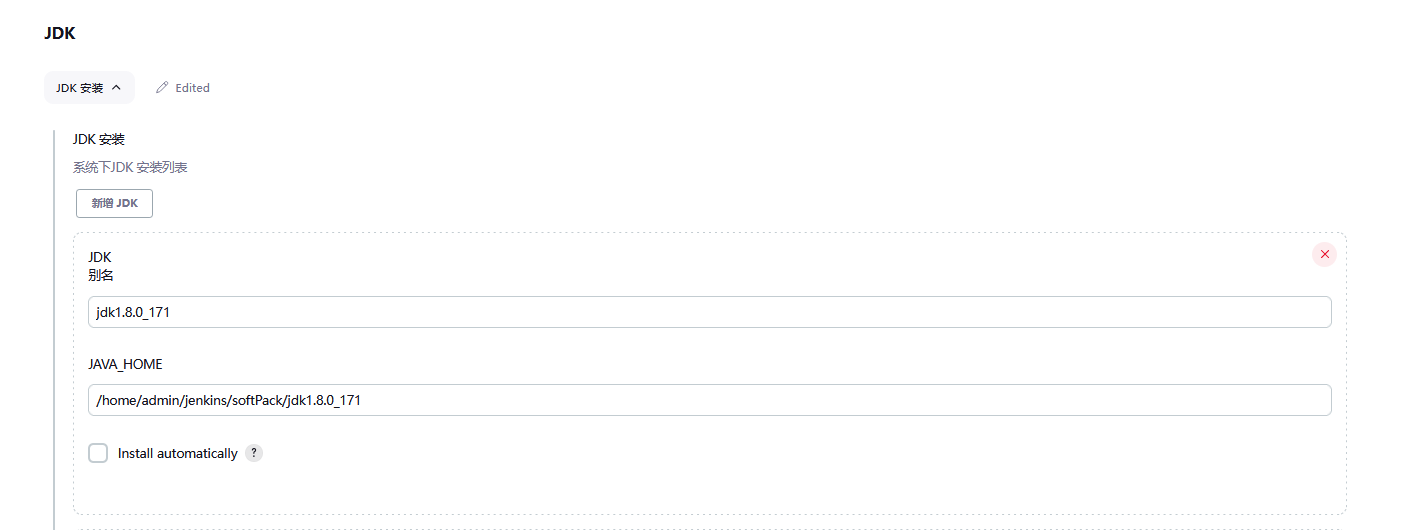 JDK
JDK 安装
Edited
JDK 安装
系统下JDK 安装列表
新增 JDK
JDK
别名
jdk1.8.0_171
JAVA_HOME
/home/admin/jenkins/softPack/jdk1.8.0_171
Install automatically ?